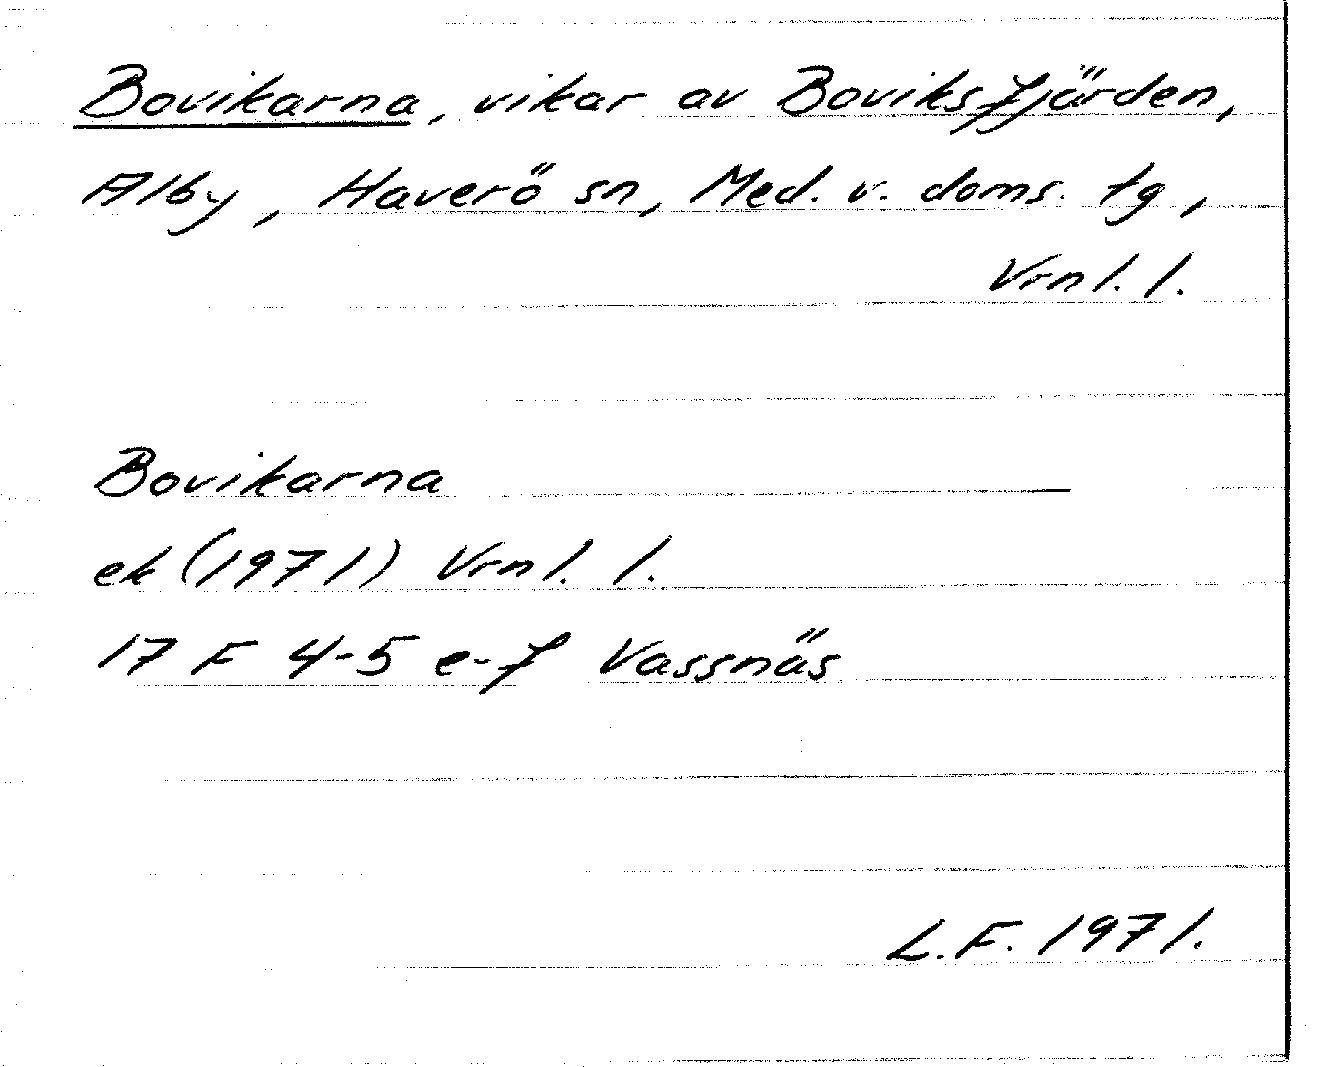 Bovikarna, vikar av Boviksfjärden,
Alby, Haverö sn, Med. v. doms. tg,
Vrnl. l.
Bovikarna
ek (1971) Vrnl. l.
17 F 4-5 e-f Vassnäs
L.F. 1971.